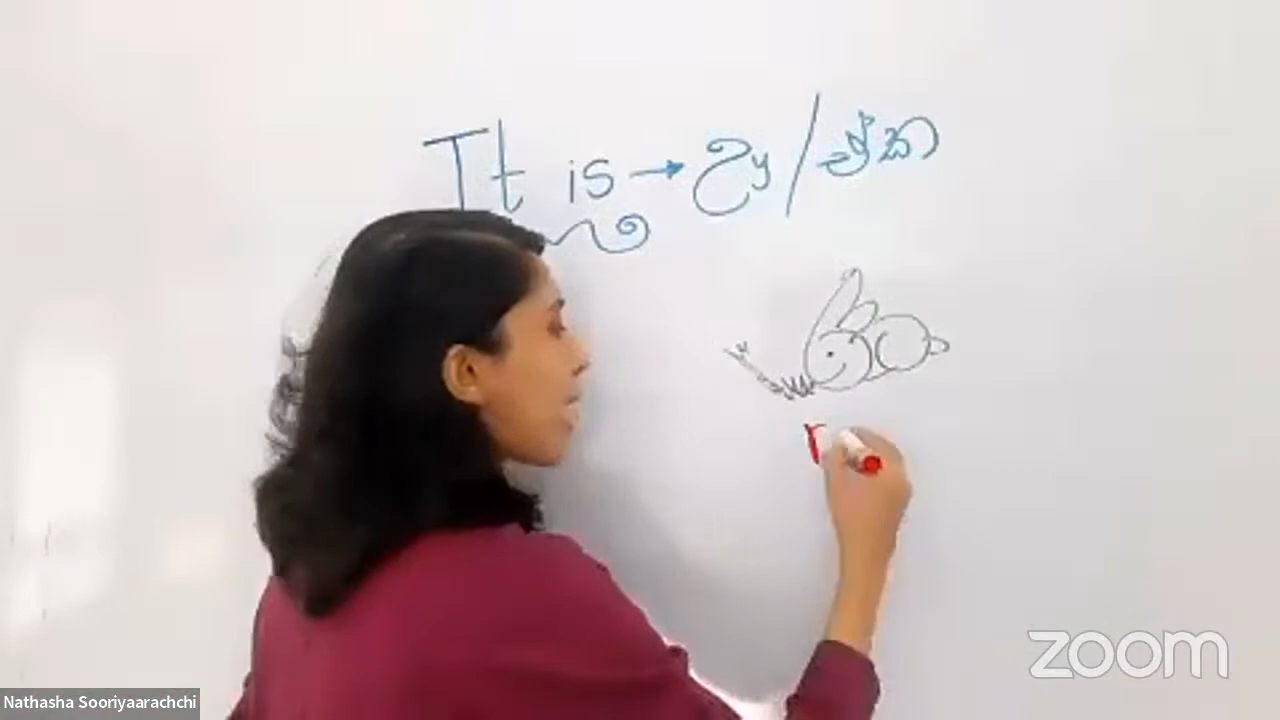 It is → ඌ / ඒක
zoom
Nathasha Sooriyaarachchi